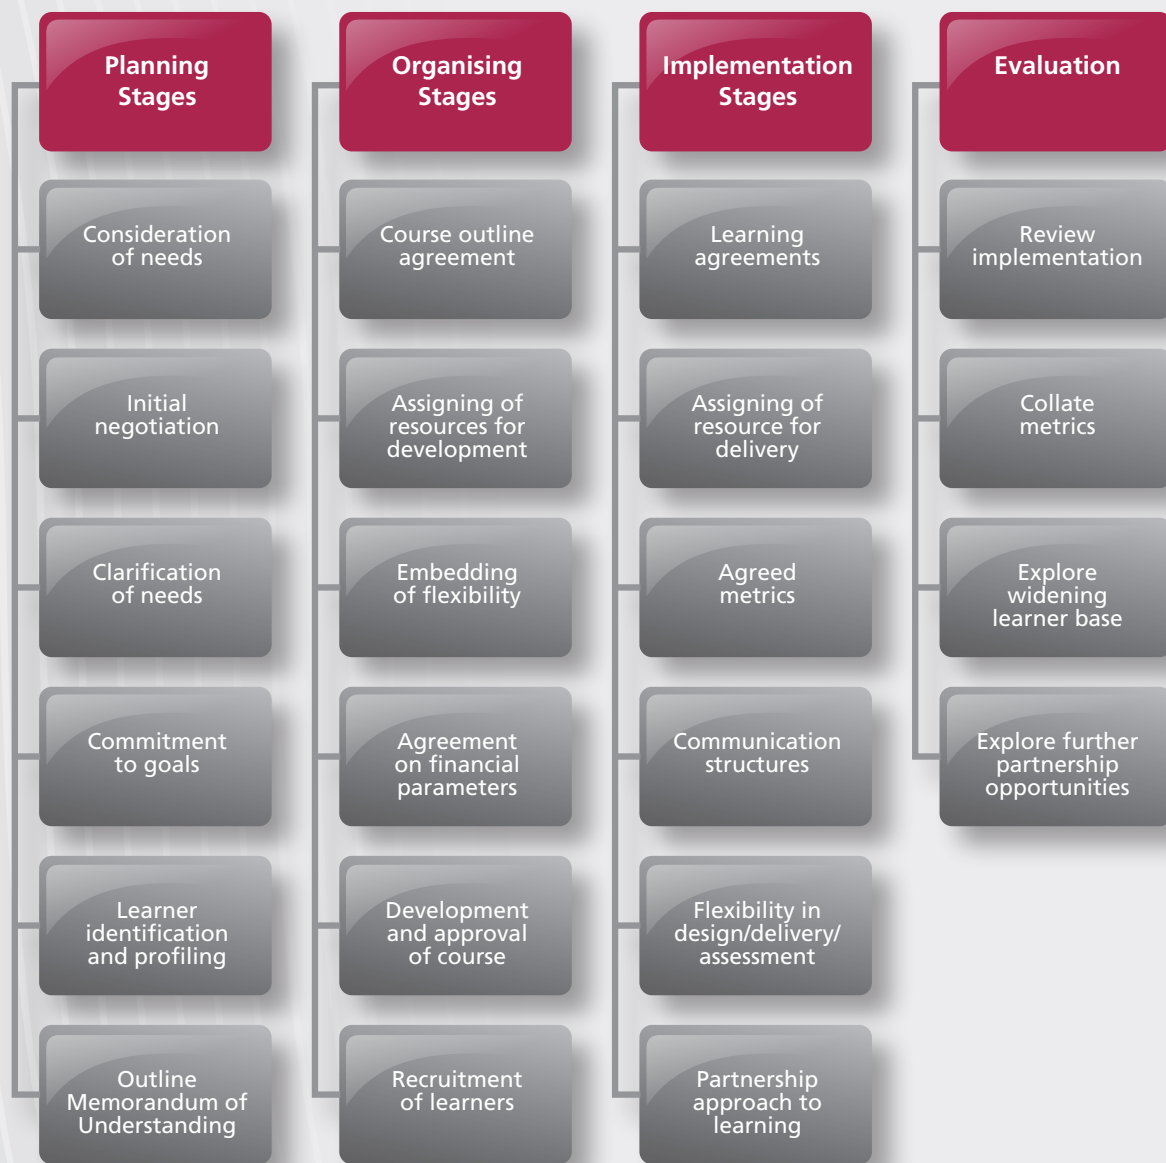 Planning
Stages
Consideration
of needs
Initial
negotiation
Clarification
of needs
Commitment
to goals
Learner
identification
and profiling
Outline
Memorandum of
Understanding
Organising
Stages
Course outline
agreement
Assigning of
resources for
development
Embedding
of flexibility
Agreement
on financial
parameters
Development
and approval
of course
Recruitment
of learners
Implementation
Stages
Learning
agreements
Assigning of
resource for
delivery
Agreed
metrics
Communication
structures
Flexibility in
design/delivery/
assessment
Partnership
approach to
learning
Evaluation
Review
implementation
Collate
metrics
Explore
widening
learner base
Explore further
partnership
opportunities